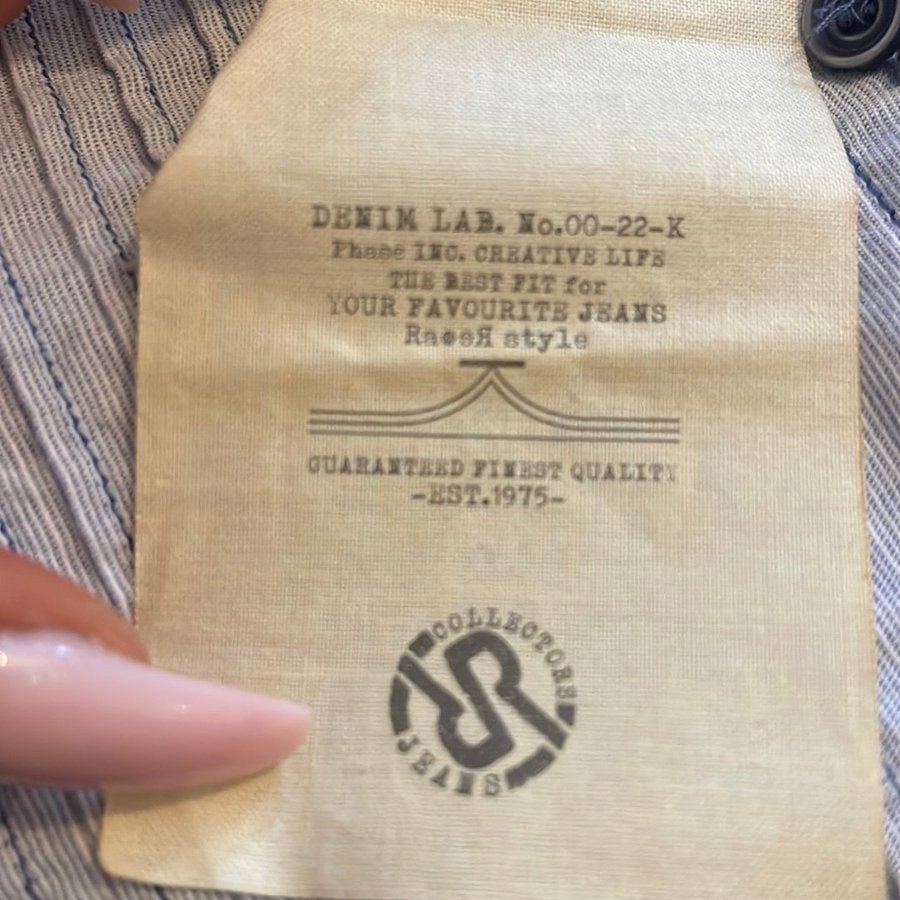 DENIM LAB. No.00-22-K
Phase INC. CREATIVE LIFE
THE BEST FIT for
YOUR FAVOURITE JEANS
RaceЯ style
GUARANTEED FINEST QUALITY
-EST.1975-
COLLECTORS
JEANS